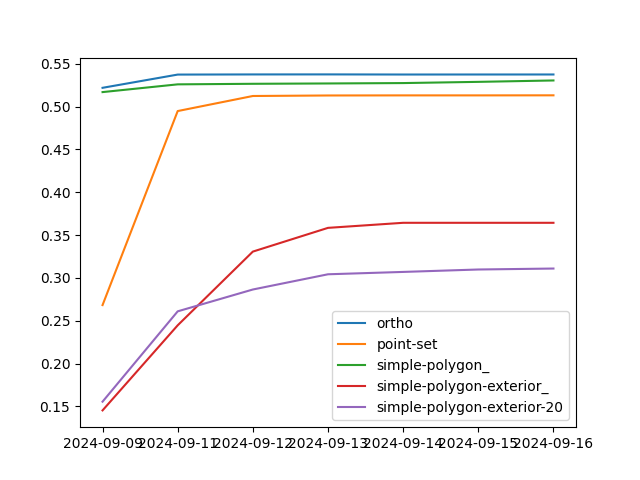 0.55
0.50
0.45
0.40
0.35
0.30
0.25
0.20
0.15
ortho
point-set
simple-polygon_
simple-polygon-exterior_
simple-polygon-exterior-20
2024-09-09 2024-09-11 2024-09-12 2024-09-13 2024-09-14 2024-09-15 2024-09-16